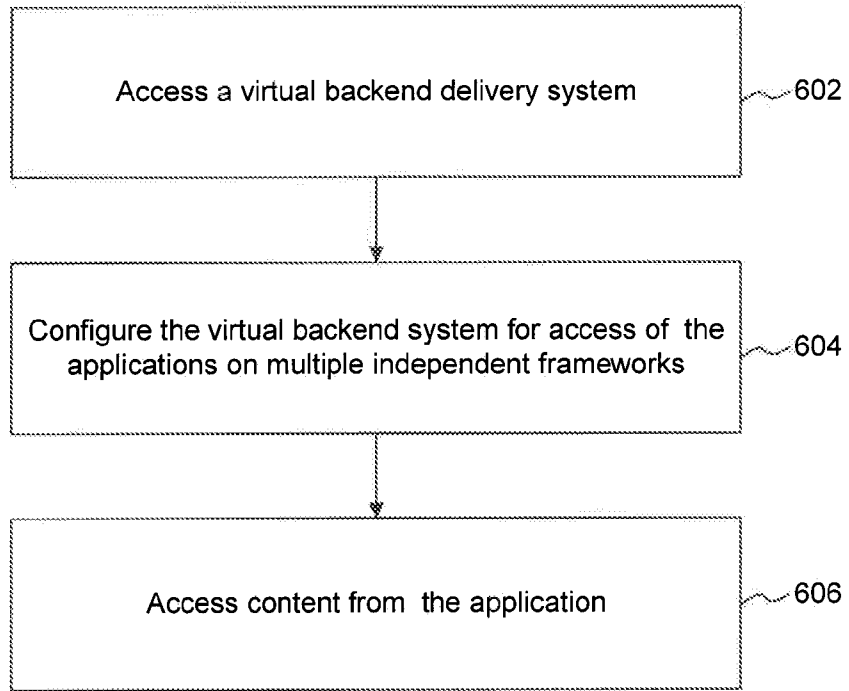 Access a virtual backend delivery system
602
Configure the virtual backend system for access of the
applications on multiple independent frameworks
604
Access content from the application
606